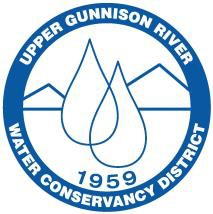 UPPER GUNNISON RIVER
1959
WATER CONSERVANCY DISTRICT